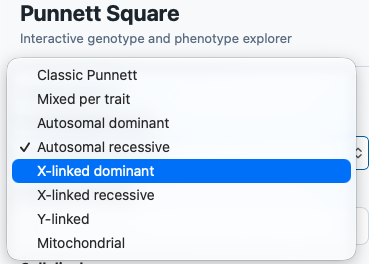 Punnett Square
Interactive genotype and phenotype explorer
Classic Punnett
Mixed per trait
Autosomal dominant
✓ Autosomal recessive
X-linked dominant
X-linked recessive
Y-linked
Mitochondrial